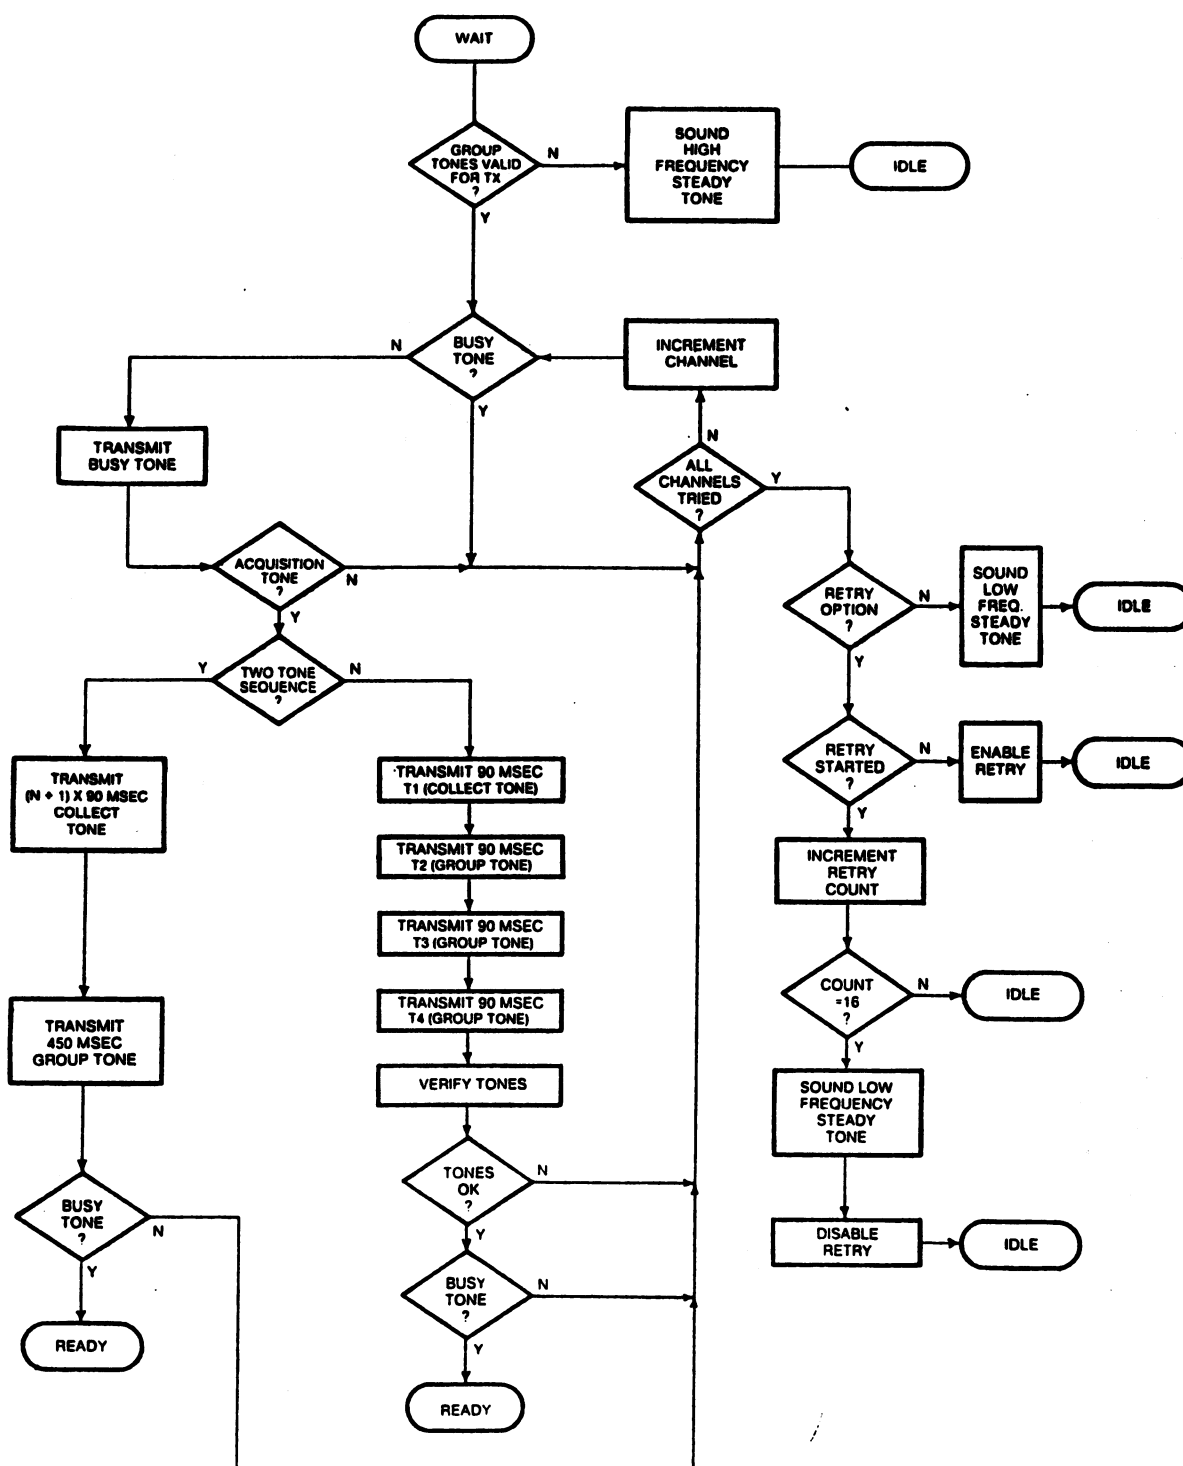 WAIT
GROUP
TONES VALID
FOR TX
?
N
Y
SOUND
HIGH
FREQUENCY
STEADY
TONE
IDLE
BUSY
TONE
?
N
Y
INCREMENT
CHANNEL
TRANSMIT
BUSY TONE
N
ALL
CHANNELS
TRIED
?
Y
ACQUISITION
TONE
?
N
Y
RETRY
OPTION
?
N
Y
SOUND
LOW
FREQ.
STEADY
TONE
IDLE
TWO TONE
SEQUENCE
?
Y
N
RETRY
STARTED
?
N
Y
ENABLE
RETRY
IDLE
TRANSMIT
(N + 1) X 90 MSEC
COLLECT
TONE
TRANSMIT 90 MSEC
T1 (COLLECT TONE)
TRANSMIT 90 MSEC
T2 (GROUP TONE)
TRANSMIT 90 MSEC
T3 (GROUP TONE)
TRANSMIT 90 MSEC
T4 (GROUP TONE)
VERIFY TONES
INCREMENT
RETRY
COUNT
COUNT
=16
?
N
Y
IDLE
TRANSMIT
450 MSEC
GROUP TONE
SOUND LOW
FREQUENCY
STEADY
TONE
TONES
OK
?
N
Y
BUSY
TONE
?
N
Y
DISABLE
RETRY
IDLE
BUSY
TONE
?
N
Y
READY
READY